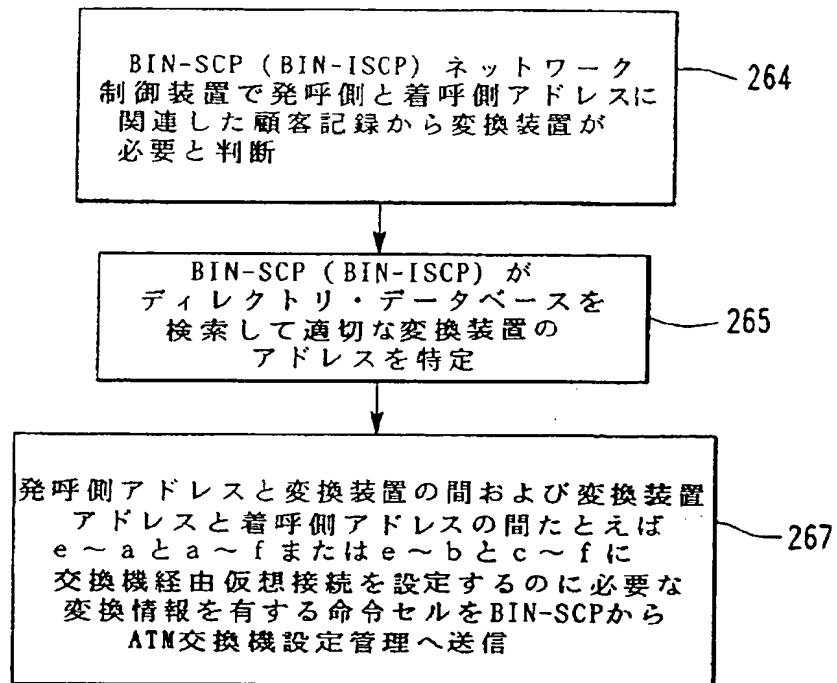 BIN-SCP (BIN-ISCP) ネットワーク
制御装置で発呼側と着呼側アドレスに
関連した顧客記録から変換装置が
必要と判断
264
BIN-SCP (BIN-ISCP) が
ディレクトリ・データベースを
検索して適切な変換装置の
アドレスを特定
265
発呼側アドレスと変換装置の間および変換装置
アドレスと着呼側アドレスの間たとえば
e～aとa～fまたはe～bとc～fに
交換機経由仮想接続を設定するのに必要な
変換情報を有する命令セルをBIN-SCPから
ATM交換機設定管理へ送信
267